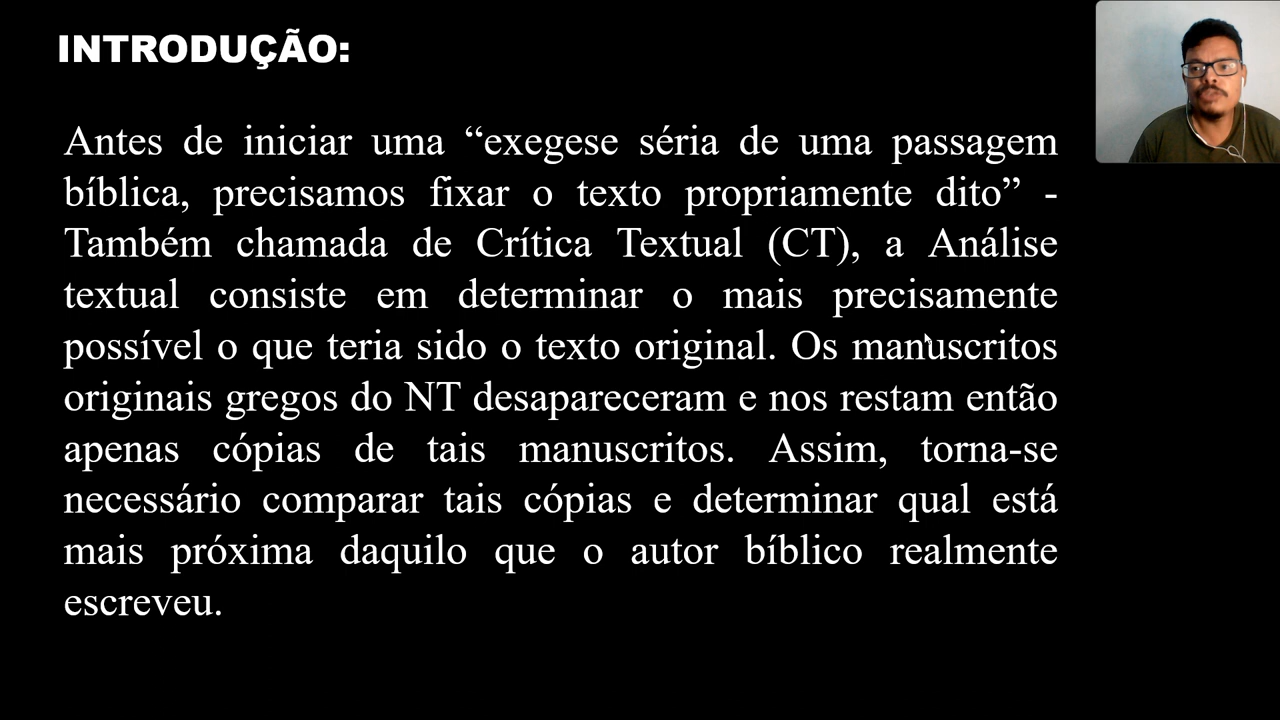 INTRODUÇÃO:
Antes de iniciar uma “exegese séria de uma passagem
bíblica, precisamos fixar o texto propriamente dito” -
Também chamada de Crítica Textual (CT), a Análise
textual consiste em determinar o mais precisamente
possível o que teria sido o texto original. Os manuscritos
originais gregos do NT desapareceram e nos restam então
apenas cópias de tais manuscritos. Assim, torna-se
necessário comparar tais cópias e determinar qual está
mais próxima daquilo que o autor bíblico realmente
escreveu.